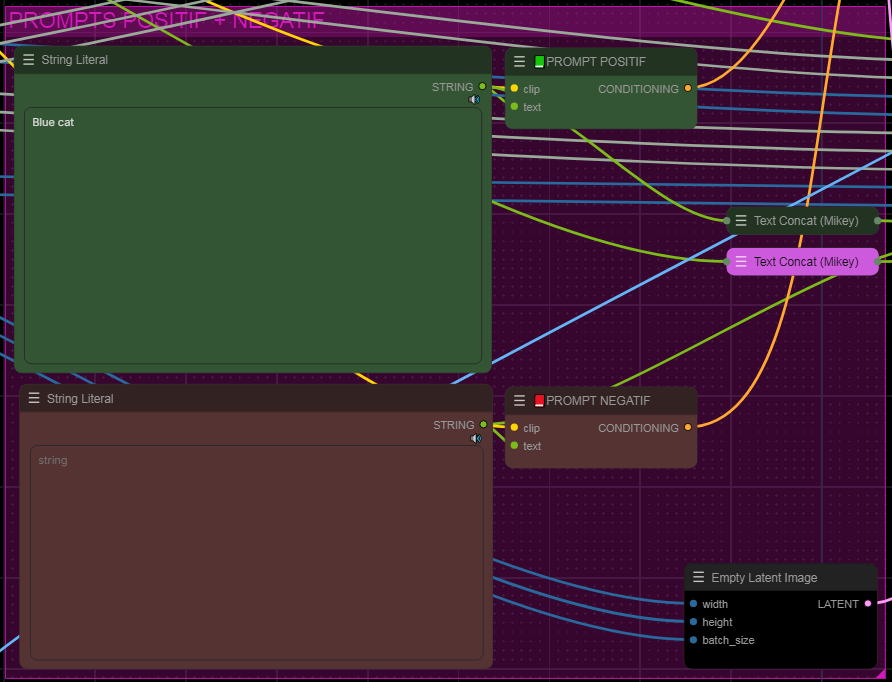 PROMPTS POSITIF + NEGATIF
String Literal
STRING
Blue cat
PROMPT POSITIF
clip
CONDITIONING
text
Text Concat (Mikey)
Text Concat (Mikey)
String Literal
STRING
string
PROMPT NEGATIF
clip
CONDITIONING
text
Empty Latent Image
width
LATENT
height
batch_size